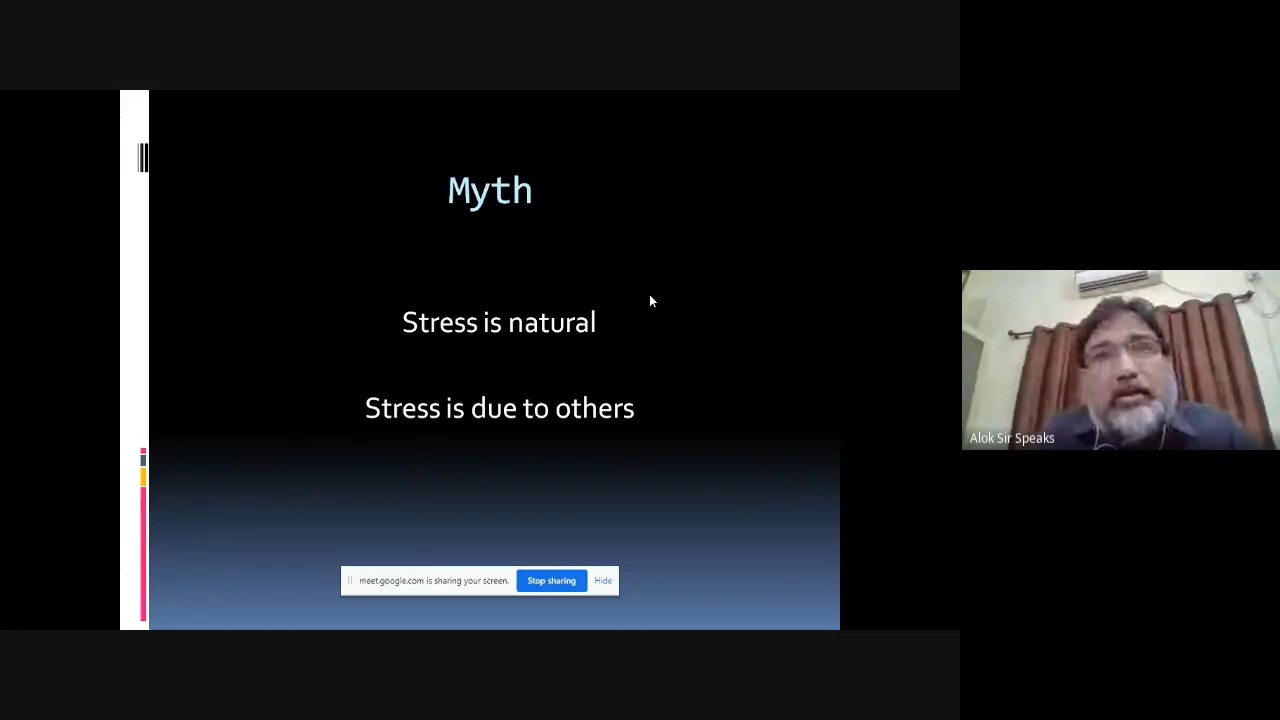 Myth
Stress is natural
Stress is due to others
meet.google.com is sharing your screen. Stop sharing Hide
Alok Sir Speaks